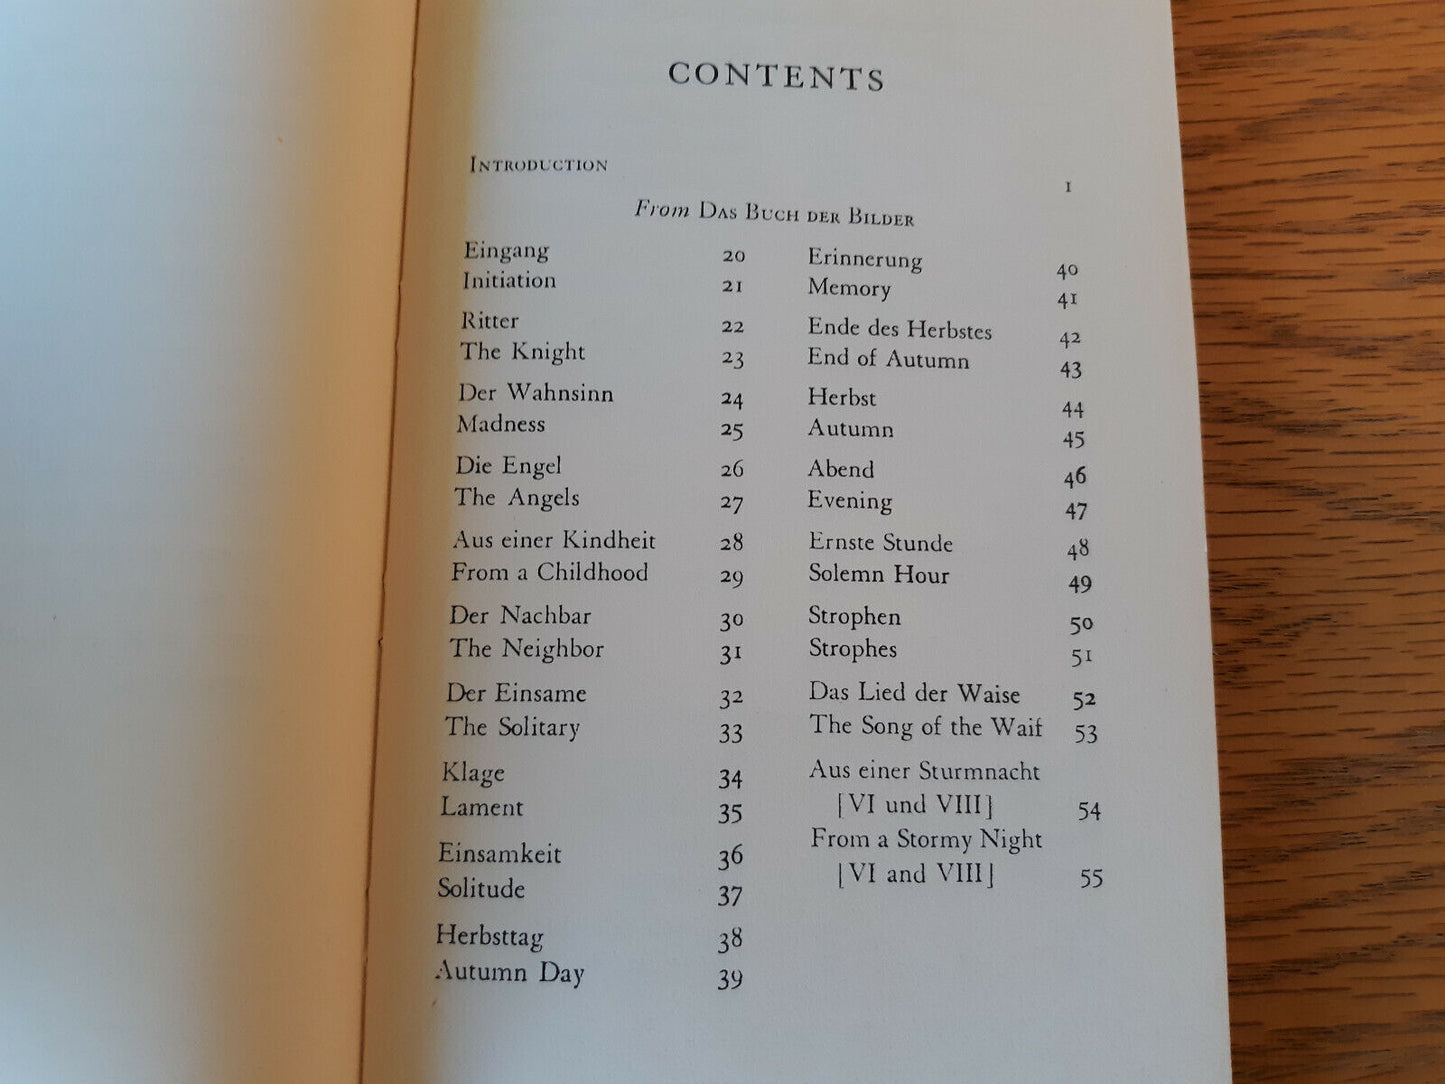 CONTENTS
INTRODUCTION 1
From DAS BUCH DER BILDER
Eingang 20
Initiation 21
Ritter 22
The Knight 23
Der Wahnsinn 24
Madness 25
Die Engel 26
The Angels 27
Aus einer Kindheit 28
From a Childhood 29
Der Nachbar 30
The Neighbor 31
Der Einsame 32
The Solitary 33
Klage 34
Lament 35
Einsamkeit 36
Solitude 37
Herbsttag 38
Autumn Day 39
Erinnerung 40
Memory 41
Ende des Herbstes 42
End of Autumn 43
Herbst 44
Autumn 45
Abend 46
Evening 47
Ernste Stunde 48
Solemn Hour 49
Strophen 50
Strophes 51
Das Lied der Waise 52
The Song of the Waif 53
Aus einer Sturmnacht
[VI und VIII] 54
From a Stormy Night
[VI and VIII] 55